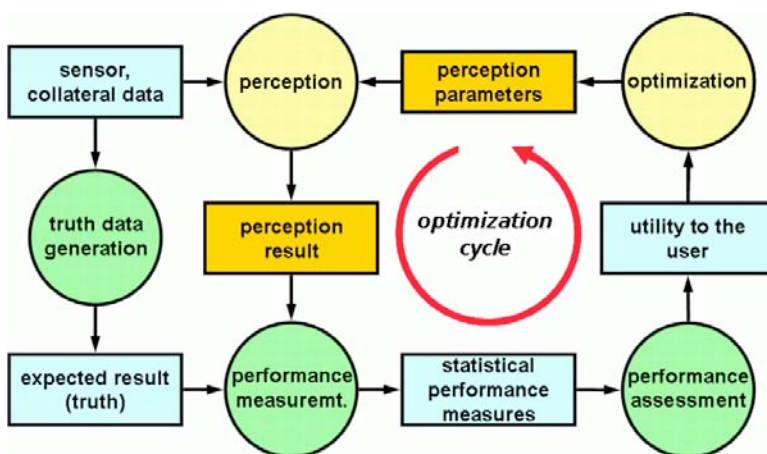 sensor,
collateral data
perception
perception
parameters
optimization
truth data
generation
perception
result
optimization
cycle
utility to the
user
expected result
(truth)
performance
measuremt.
statistical
performance
measures
performance
assessment